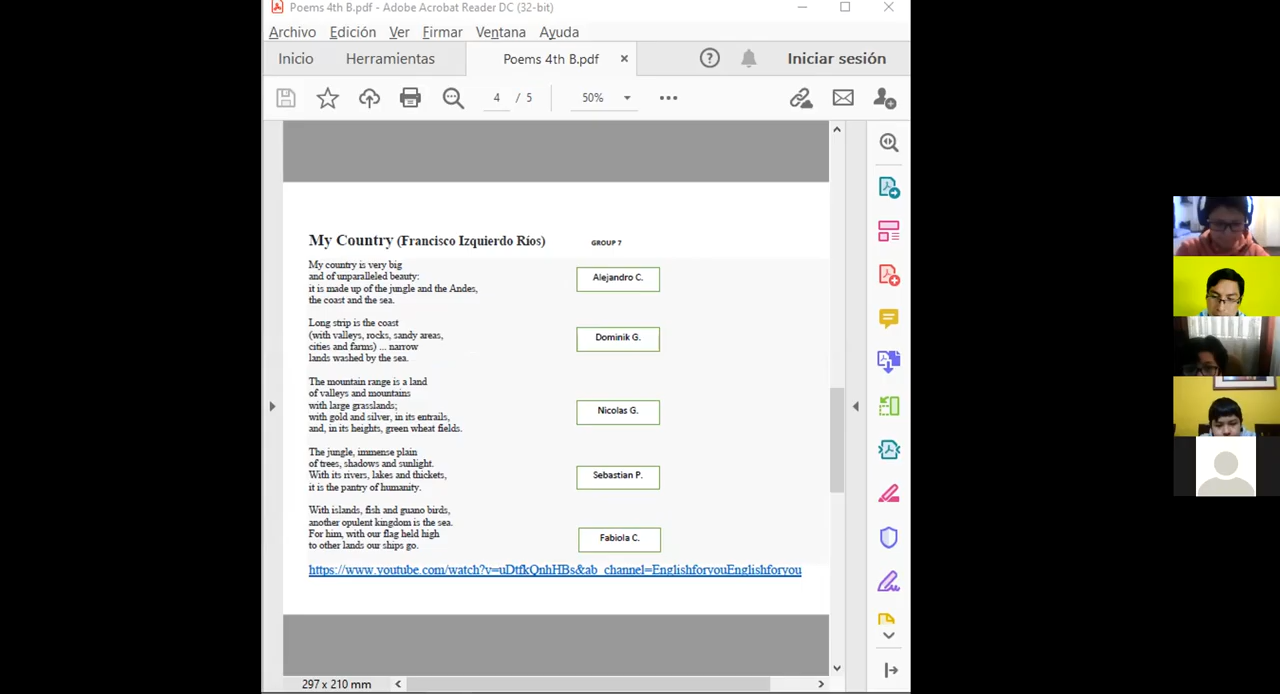 Poems 4th B.pdf - Adobe Acrobat Reader DC (32-bit)
Archivo Edición Ver Firmar Ventana Ayuda
Inicio Herramientas Poems 4th B.pdf × Iniciar sesión
4 / 5 50%
My Country (Francisco Izquierdo Ríos) GROUP 7
My country is very big
and of unparalleled beauty:
it is made up of the jungle and the Andes,
the coast and the sea.
Alejandro C.
Long strip is the coast
(with valleys, rocks, sandy areas,
cities and farms) ... narrow
lands washed by the sea.
Dominik G.
The mountain range is a land
of valleys and mountains
with large grasslands;
with gold and silver, in its entrails,
and, in its heights, green wheat fields.
Nicolas G.
The jungle, immense plain
of trees, shadows and sunlight.
With its rivers, lakes and thickets,
it is the pantry of humanity.
Sebastian P.
With islands, fish and guano birds,
another opulent kingdom is the sea.
For him, with our flag held high
to other lands our ships go.
Fabiola C.
https://www.youtube.com/watch?v=uDtfkQnhHBs&ab_channel=EnglishforyouEnglishforyou
297 x 210 mm